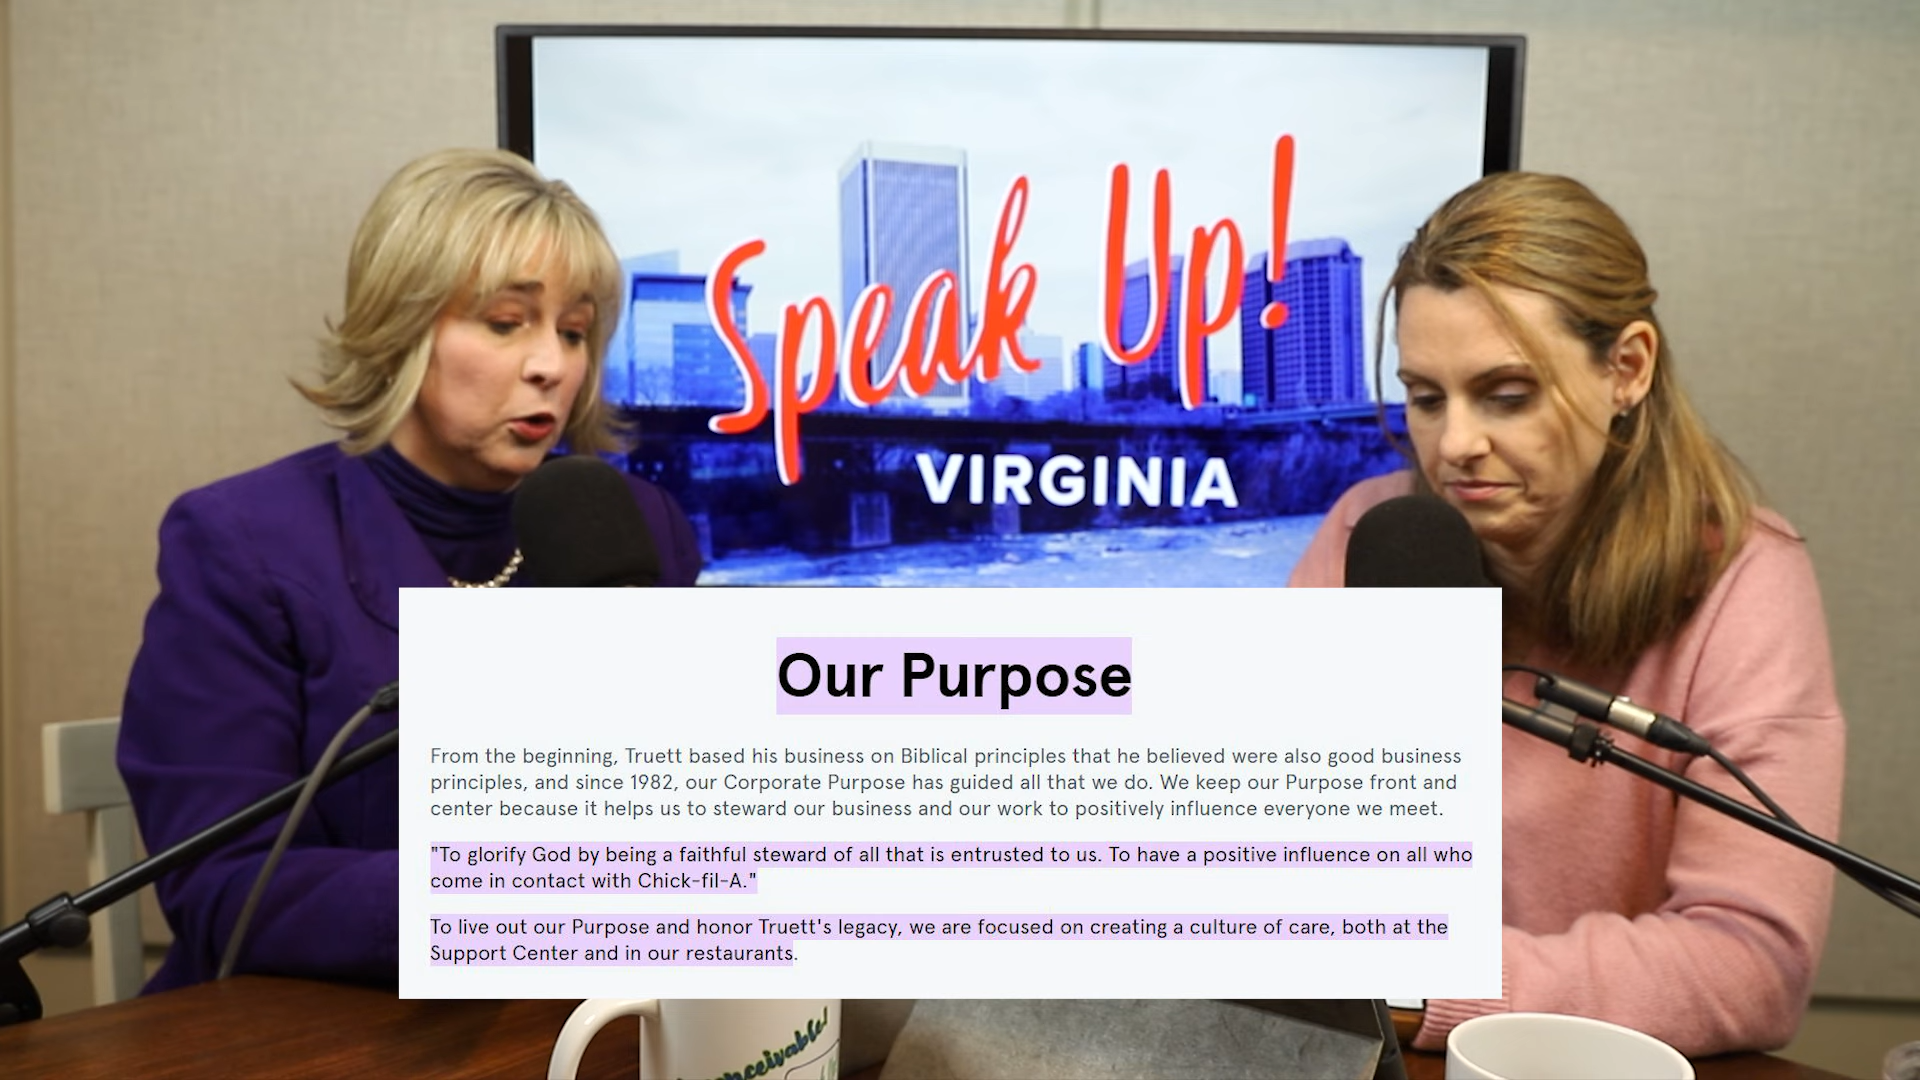 Speak Up!
VIRGINIA
Our Purpose
From the beginning, Truett based his business on Biblical principles that he believed were also good business
principles, and since 1982, our Corporate Purpose has guided all that we do. We keep our Purpose front and
center because it helps us to steward our business and our work to positively influence everyone we meet.
"To glorify God by being a faithful steward of all that is entrusted to us. To have a positive influence on all who
come in contact with Chick-fil-A."
To live out our Purpose and honor Truett's legacy, we are focused on creating a culture of care, both at the
Support Center and in our restaurants.